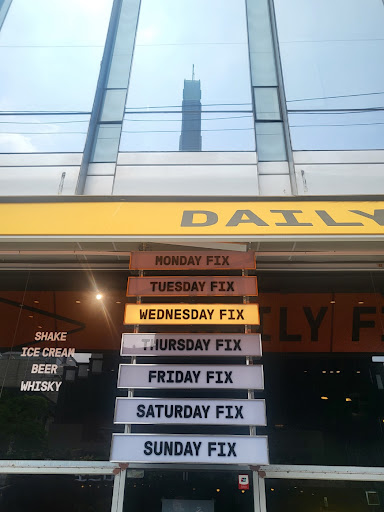 DAILY
MONDAY FIX
TUESDAY FIX
WEDNESDAY FIX
THURSDAY FIX
FRIDAY FIX
SATURDAY FIX
SUNDAY FIX
SHAKE
ICE CREAM
BEER
WHISKY